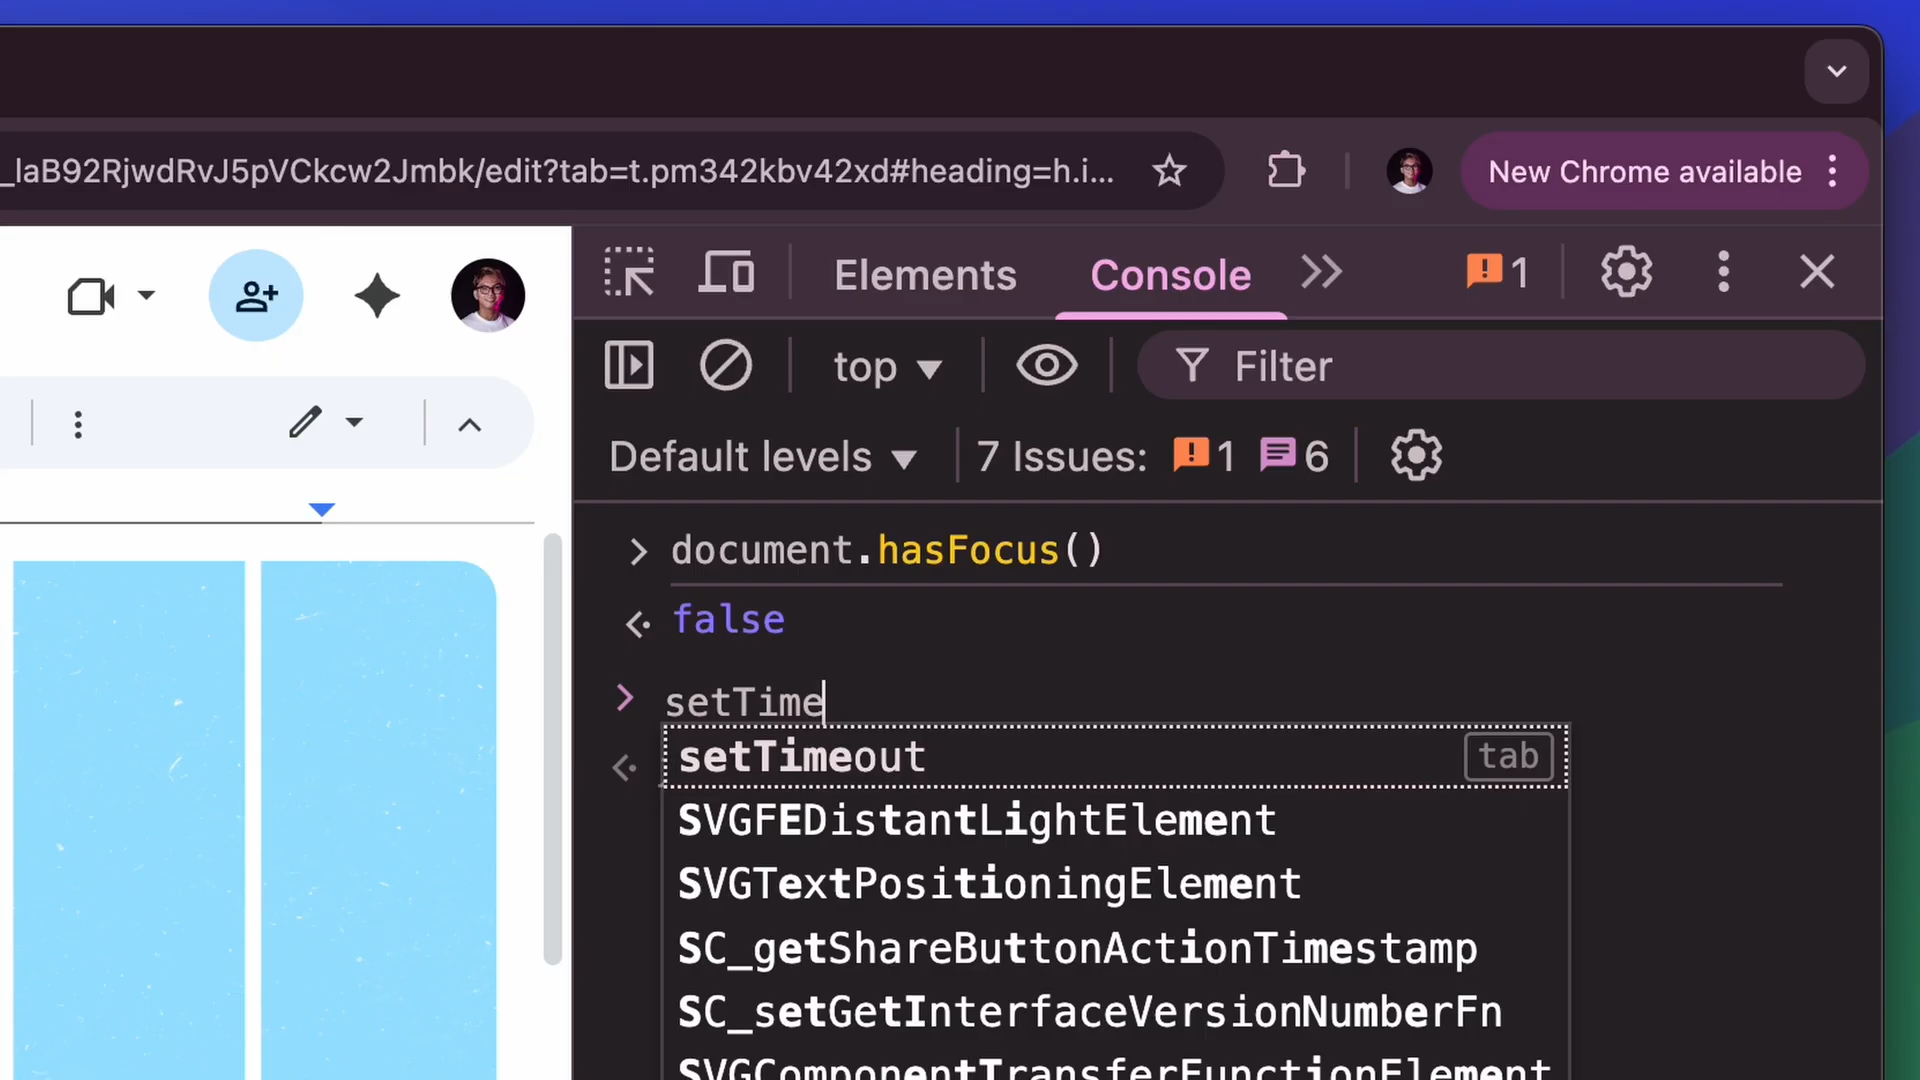 _laB92RjwdRvJ5pVCkcw2Jmbk/edit?tab=t.pm342kbv42xd#heading=h.i...
New Chrome available
Elements
Console
1
top
Filter
Default levels
7 Issues:
1
6
document.hasFocus()
false
setTime
setTimeout
tab
SVGFEDistantLightElement
SVGTextPositioningElement
SC_getShareButtonActionTimestamp
SC_setGetInterfaceVersionNumberFn
SVGComponentTransferFunctionElement